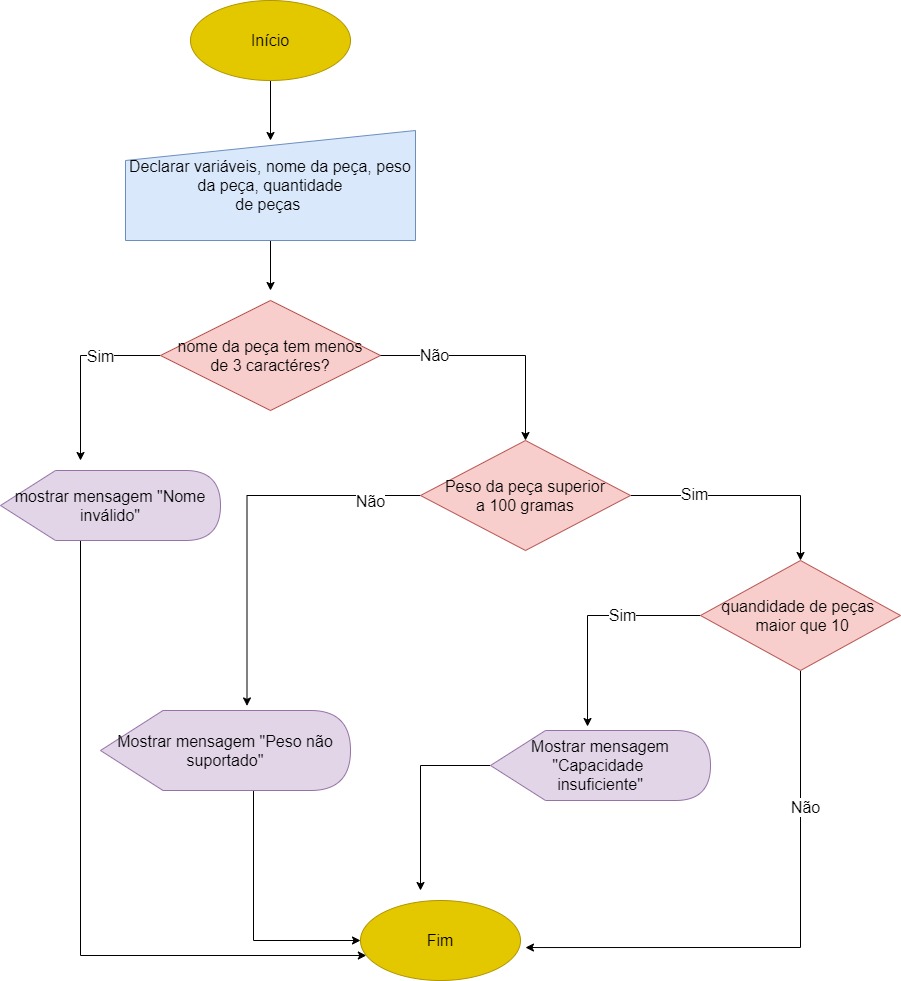 Início
Declarar variáveis, nome da peça, peso
da peça, quantidade
de peças
nome da peça tem menos
de 3 caractéres?
Sim
Não
Peso da peça superior
a 100 gramas
Não
Sim
mostrar mensagem "Nome
inválido"
quandidade de peças
maior que 10
Sim
Mostrar mensagem "Peso não
suportado"
Mostrar mensagem
"Capacidade
insuficiente"
Não
Fim